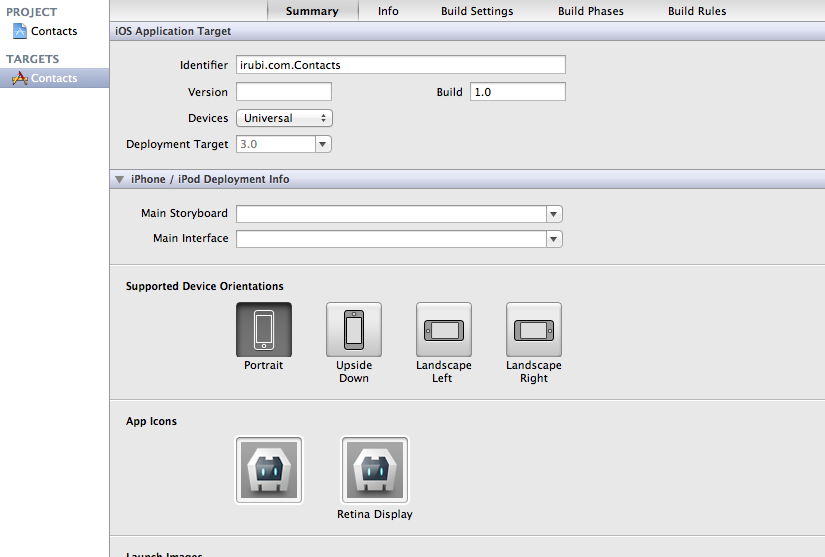 PROJECT
Contacts
TARGETS
Contacts
Summary Info Build Settings Build Phases Build Rules
iOS Application Target
Identifier irubi.com.Contacts
Version Build 1.0
Devices Universal
Deployment Target 3.0
iPhone / iPod Deployment Info
Main Storyboard
Main Interface
Supported Device Orientations
Portrait Upside Landscape Landscape
Down Left Right
App Icons
Retina Display
Launch Images